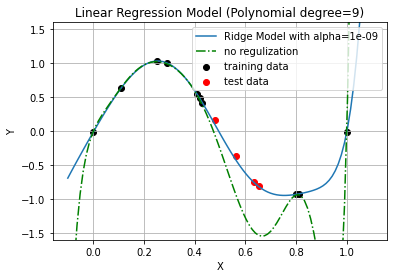 Linear Regression Model (Polynomial degree=9)
Ridge Model with alpha=1e-09
no regulization
training data
test data
1.5
1.0
0.5
0.0
−0.5
−1.0
−1.5
Y
0.0 0.2 0.4 0.6 0.8 1.0
X